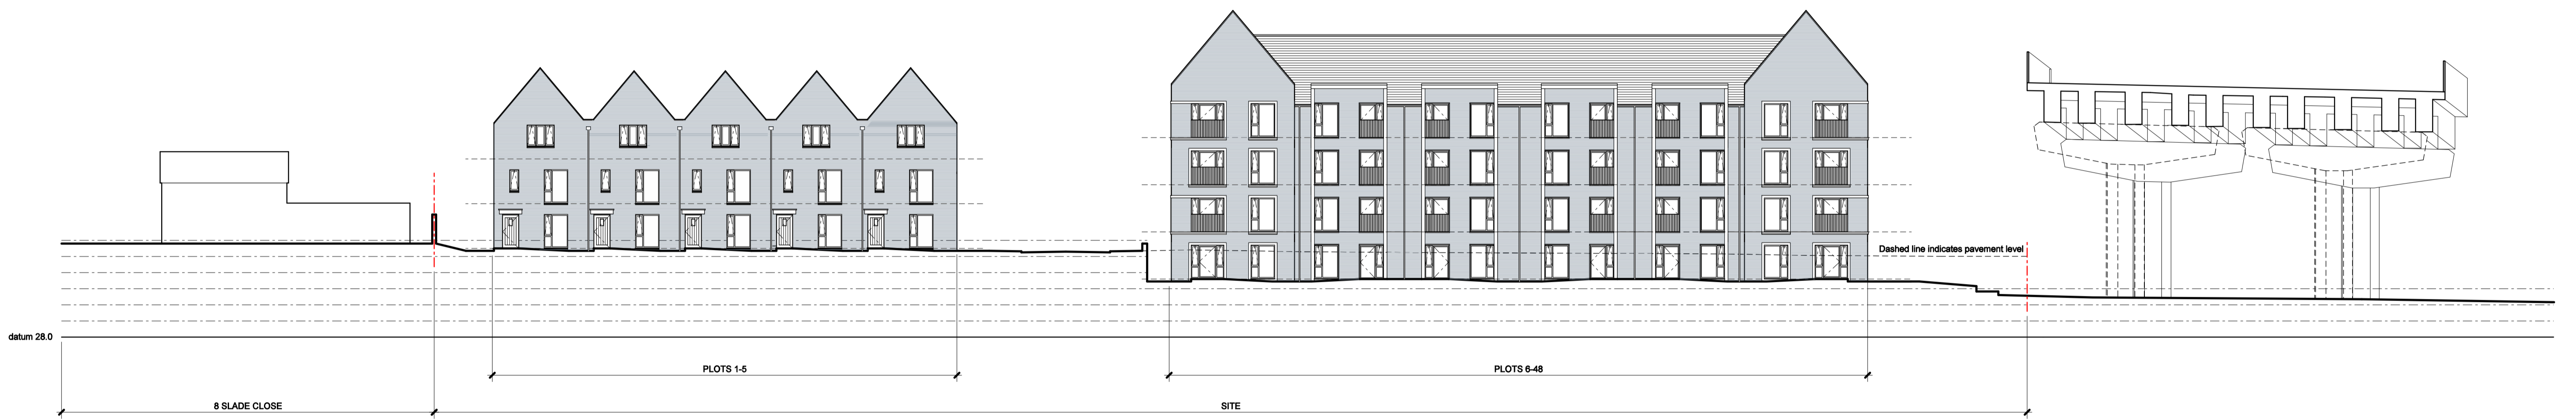 Dashed line indicates pavement level
datum 28.0
PLOTS 1-5
PLOTS 6-48
8 SLADE CLOSE
SITE